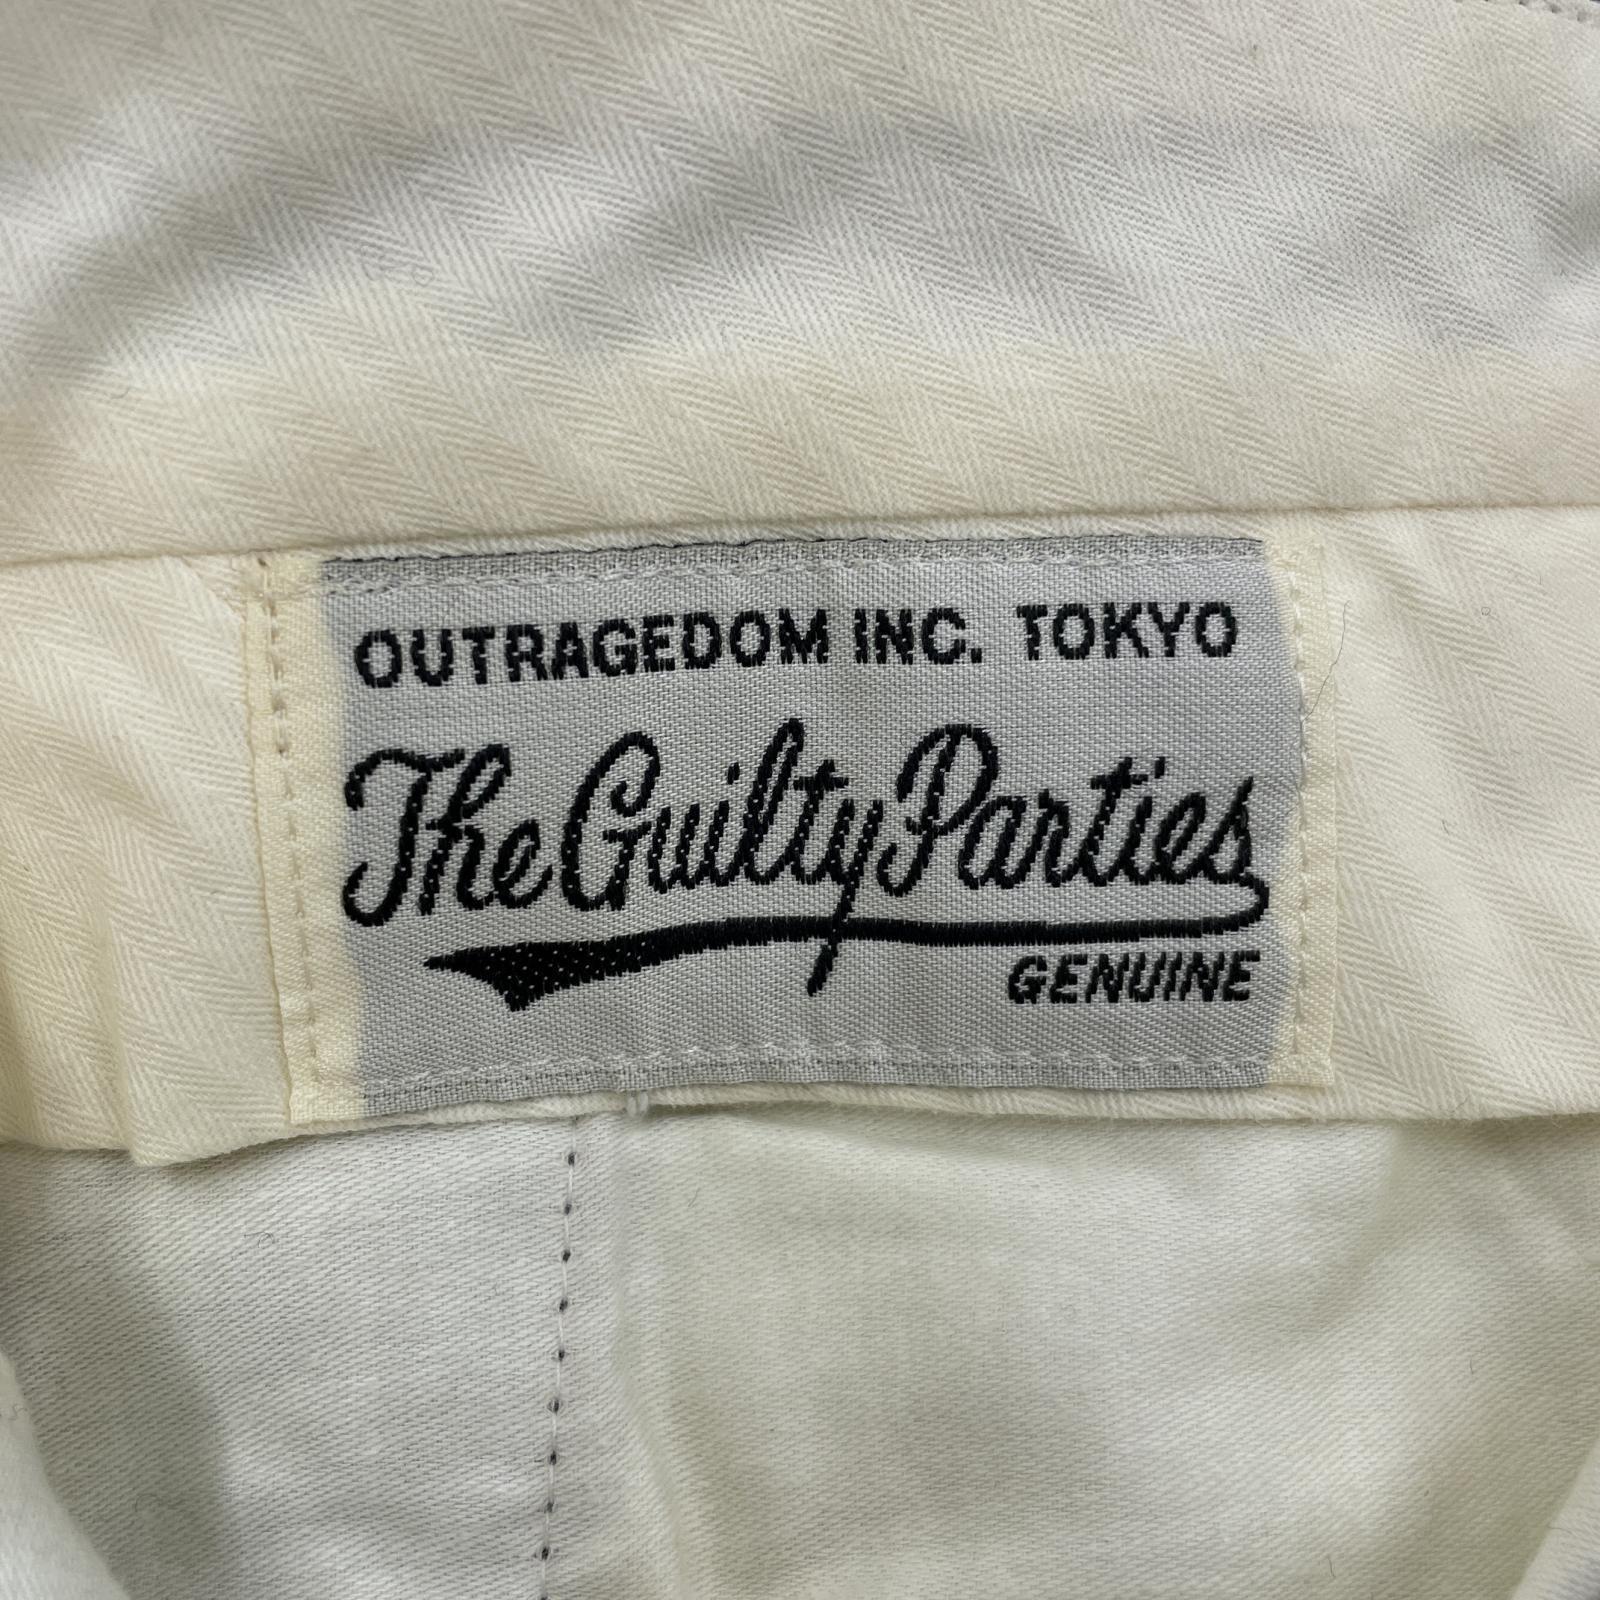 OUTRAGEDOM INC. TOKYO
The Guilty Parties
GENUINE